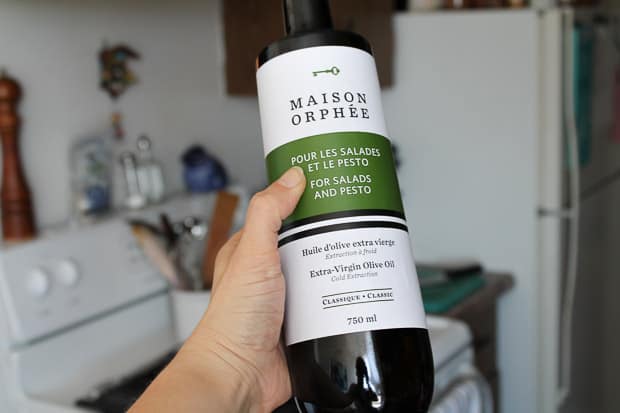 MAISON
ORPHÉE
POUR LES SALADES
ET LE PESTO
FOR SALADS
AND PESTO
Huile d'olive extra vierge
Extraction à froid
Extra-Virgin Olive Oil
Cold Extraction
CLASSIQUE • CLASSIC
750 ml